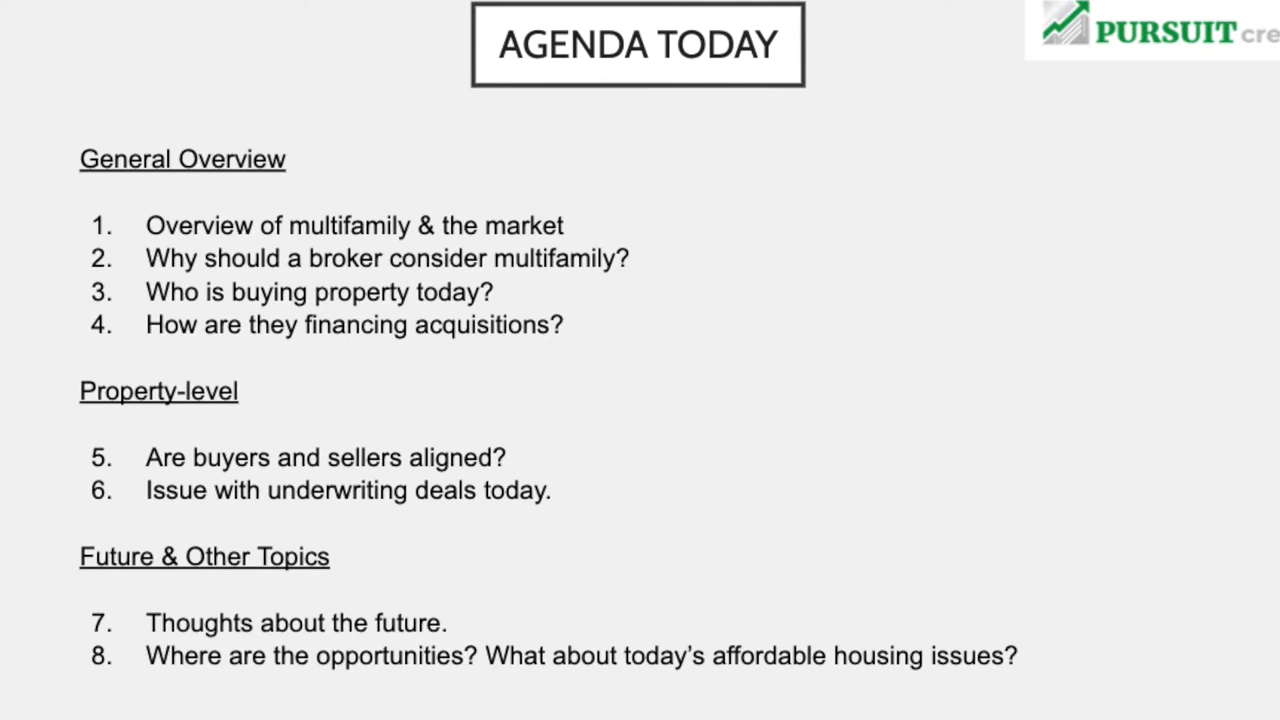 AGENDA TODAY
PURSUIT cre
General Overview
1. Overview of multifamily & the market
2. Why should a broker consider multifamily?
3. Who is buying property today?
4. How are they financing acquisitions?
Property-level
5. Are buyers and sellers aligned?
6. Issue with underwriting deals today.
Future & Other Topics
7. Thoughts about the future.
8. Where are the opportunities? What about today’s affordable housing issues?